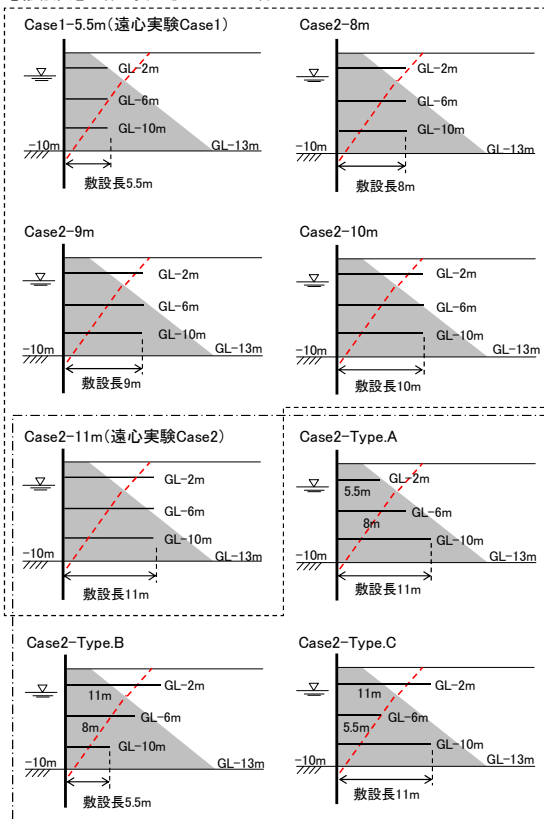 Case1-5.5m(遠心実験Case1)
GL-2m
GL-6m
GL-10m
-10m
GL-13m
敷設長5.5m
Case2-8m
GL-2m
GL-6m
GL-10m
-10m
GL-13m
敷設長8m
Case2-9m
GL-2m
GL-6m
GL-10m
-10m
GL-13m
敷設長9m
Case2-10m
GL-2m
GL-6m
GL-10m
-10m
GL-13m
敷設長10m
Case2-11m(遠心実験Case2)
GL-2m
GL-6m
GL-10m
-10m
GL-13m
敷設長11m
Case2-Type.A
GL-2m
5.5m
GL-6m
8m
GL-10m
-10m
GL-13m
敷設長11m
Case2-Type.B
GL-2m
11m
GL-6m
8m
GL-10m
-10m
GL-13m
敷設長5.5m
Case2-Type.C
GL-2m
11m
GL-6m
5.5m
GL-10m
-10m
GL-13m
敷設長11m